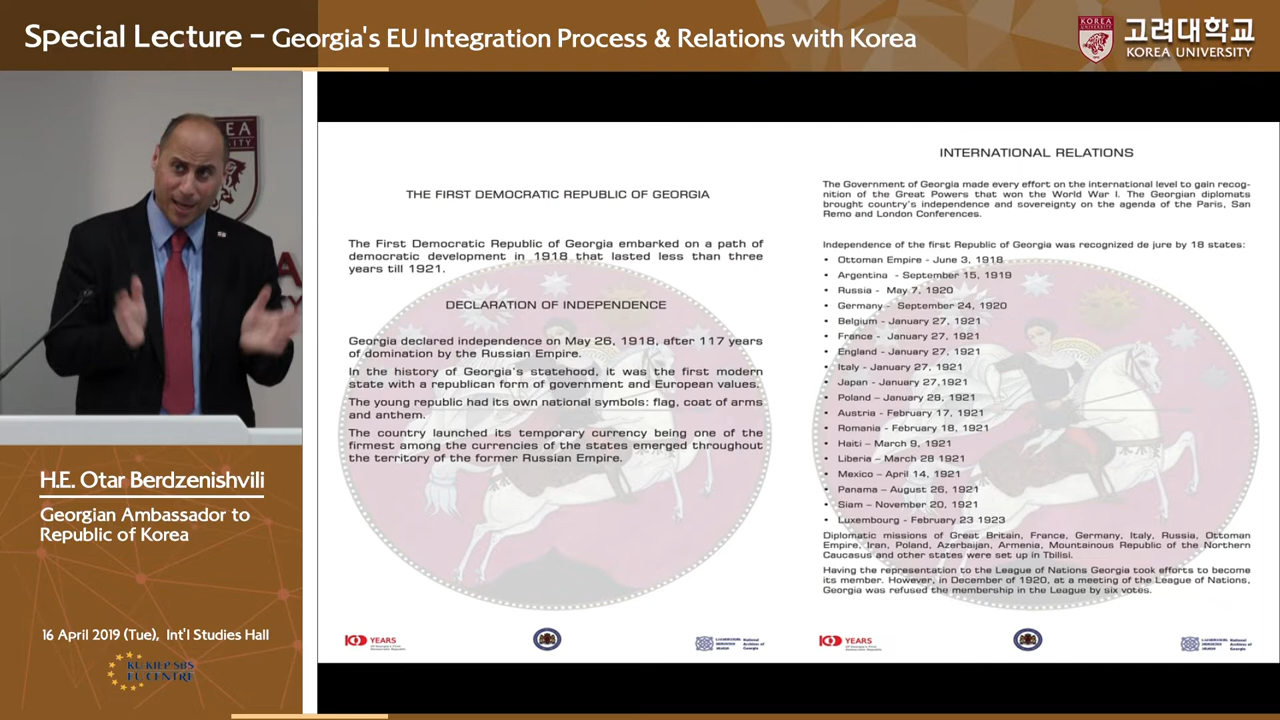 Special Lecture - Georgia's EU Integration Process & Relations with Korea
KOREA
UNIVERSITY
고려대학교
KOREA UNIVERSITY
THE FIRST DEMOCRATIC REPUBLIC OF GEORGIA
The First Democratic Republic of Georgia embarked on a path of
democratic development in 1918 that lasted less than three
years till 1921.
DECLARATION OF INDEPENDENCE
Georgia declared independence on May 26, 1918, after 117 years
of domination by the Russian Empire.
In the history of Georgia's statehood, it was the first modern
state with a republican form of government and European values.
The young republic had its own national symbols: flag, coat of arms
and anthem.
The country launched its temporary currency being one of the
firmest among the currencies of the states emerged throughout
the territory of the former Russian Empire.
100 YEARS
INTERNATIONAL RELATIONS
The Government of Georgia made every effort on the international level to gain recog-
nition of the Great Powers that won the World War I. The Georgian diplomats
brought country's independence and sovereignty on the agenda of the Paris, San
Remo and London Conferences.
Independence of the first Republic of Georgia was recognized de jure by 18 states:
• Ottoman Empire - June 3, 1918
• Argentina - September 15, 1919
• Russia - May 7, 1920
• Germany - September 24, 1920
• Belgium - January 27, 1921
• France - January 27, 1921
• England - January 27, 1921
• Italy - January 27, 1921
• Japan - January 27,1921
• Poland – January 28, 1921
• Austria - February 17, 1921
• Romania - February 18, 1921
• Haiti – March 9, 1921
• Liberia – March 28 1921
• Mexico – April 14, 1921
• Panama – August 26, 1921
• Siam – November 20, 1921
• Luxembourg - February 23 1923
Diplomatic missions of Great Britain, France, Germany, Italy, Russia, Ottoman
Empire, Iran, Poland, Azerbaijan, Armenia, Mountainous Republic of the Northern
Caucasus and other states were set up in Tbilisi.
Having the representation to the League of Nations Georgia took efforts to become
its member. However, in December of 1920, at a meeting of the League of Nations,
Georgia was refused the membership in the League by six votes.
100 YEARS
H.E. Otar Berdzenishvili
Georgian Ambassador to
Republic of Korea
16 April 2019 (Tue), Int'l Studies Hall
KU-KIEP-SBS
EU CENTRE